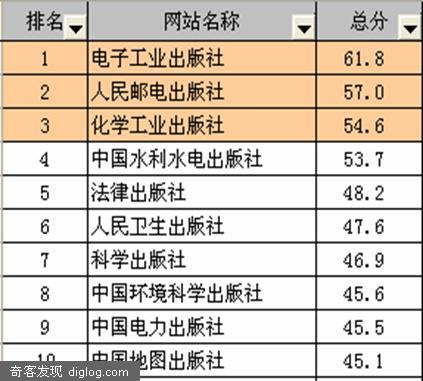 排名 网站名称 总分
1 电子工业出版社 61.8
2 人民邮电出版社 57.0
3 化学工业出版社 54.6
4 中国水利水电出版社 53.7
5 法律出版社 48.2
6 人民卫生出版社 47.6
7 科学出版社 46.9
8 中国环境科学出版社 45.6
9 中国电力出版社 45.5
10 中国地图出版社 45.1
奇客发现 diglog.com